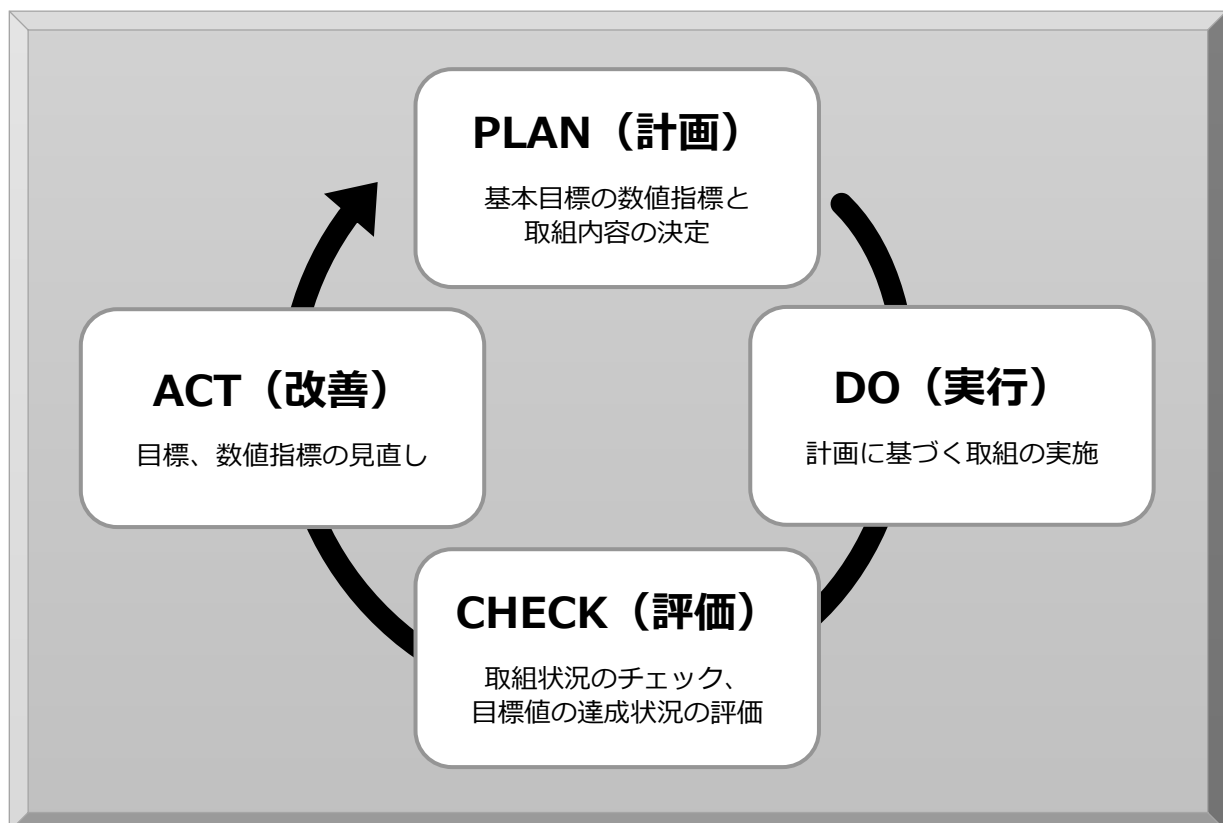 PLAN（計画）
基本目標の数値指標と
取組内容の決定
DO（実行）
計画に基づく取組の実施
CHECK（評価）
取組状況のチェック、
目標値の達成状況の評価
ACT（改善）
目標、数値指標の見直し